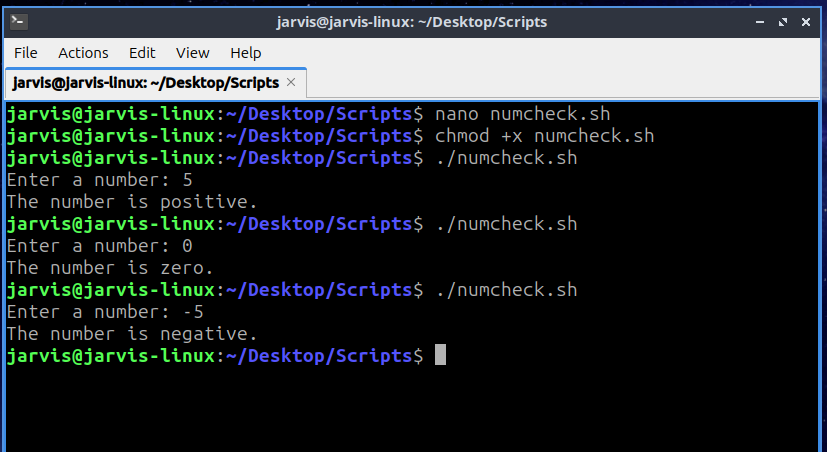 jarvis@jarvis-linux: ~/Desktop/Scripts
File Actions Edit View Help
jarvis@jarvis-linux: ~/Desktop/Scripts ×
jarvis@jarvis-linux:~/Desktop/Scripts$ nano numcheck.sh
jarvis@jarvis-linux:~/Desktop/Scripts$ chmod +x numcheck.sh
jarvis@jarvis-linux:~/Desktop/Scripts$ ./numcheck.sh
Enter a number: 5
The number is positive.
jarvis@jarvis-linux:~/Desktop/Scripts$ ./numcheck.sh
Enter a number: 0
The number is zero.
jarvis@jarvis-linux:~/Desktop/Scripts$ ./numcheck.sh
Enter a number: -5
The number is negative.
jarvis@jarvis-linux:~/Desktop/Scripts$